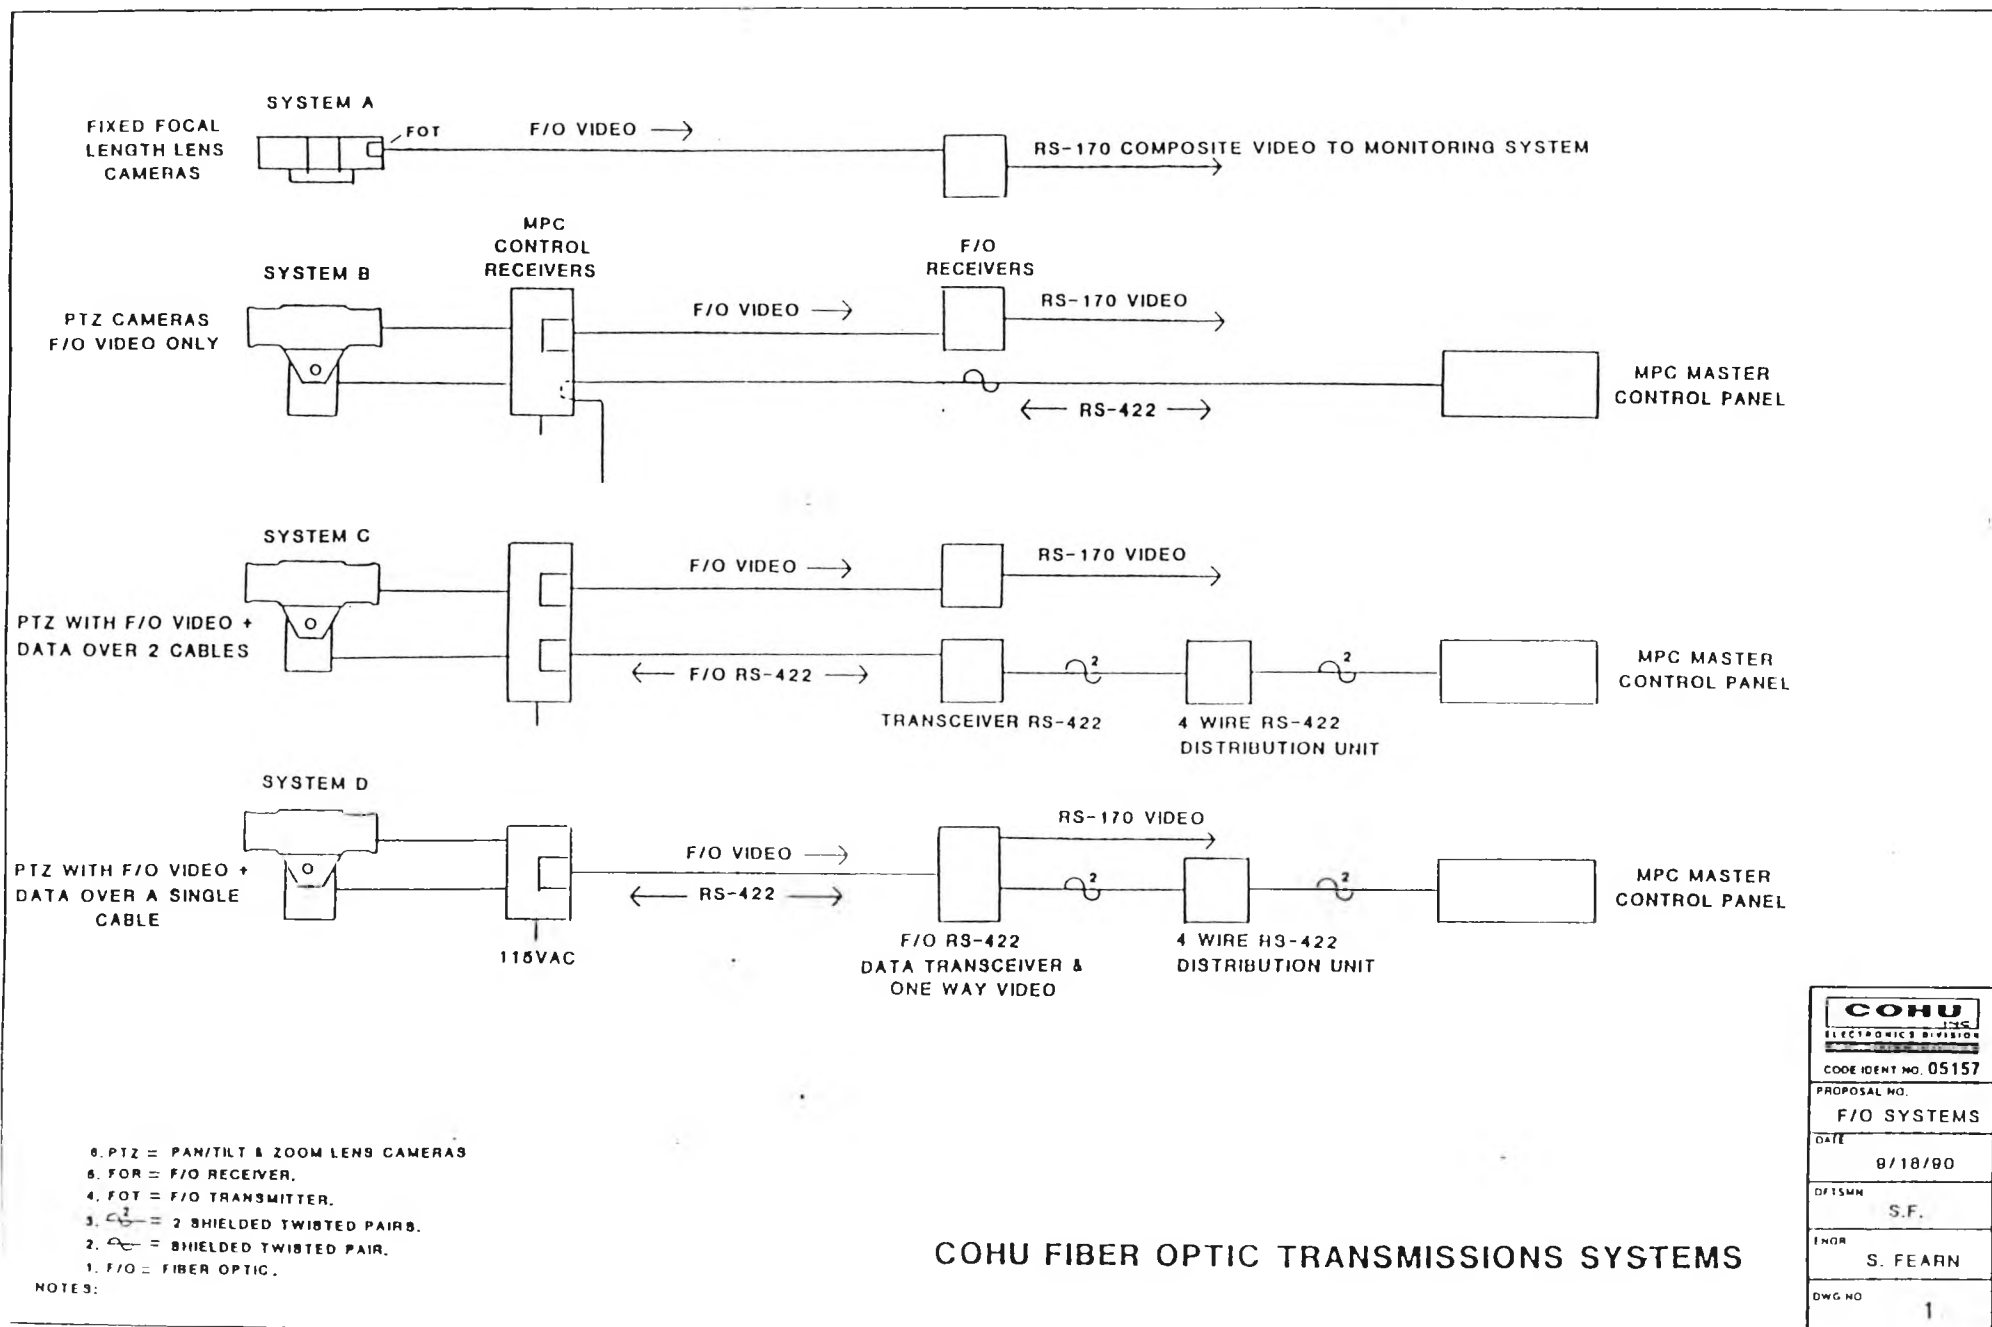 SYSTEM A
FIXED FOCAL
LENGTH LENS
CAMERAS
FOT
F/O VIDEO
RS-170 COMPOSITE VIDEO TO MONITORING SYSTEM
MPC
CONTROL
RECEIVERS
F/O
RECEIVERS
SYSTEM B
PTZ CAMERAS
F/O VIDEO ONLY
F/O VIDEO
RS-170 VIDEO
RS-422
MPC MASTER
CONTROL PANEL
SYSTEM C
PTZ WITH F/O VIDEO +
DATA OVER 2 CABLES
F/O VIDEO
RS-170 VIDEO
F/O RS-422
2
2
TRANSCEIVER RS-422
4 WIRE RS-422
DISTRIBUTION UNIT
MPC MASTER
CONTROL PANEL
SYSTEM D
PTZ WITH F/O VIDEO +
DATA OVER A SINGLE
CABLE
115VAC
F/O VIDEO
RS-422
RS-170 VIDEO
2
2
F/O RS-422
DATA TRANSCEIVER &
ONE WAY VIDEO
4 WIRE RS-422
DISTRIBUTION UNIT
MPC MASTER
CONTROL PANEL
6. PTZ = PAN/TILT & ZOOM LENS CAMERAS
5. FOR = F/O RECEIVER.
4. FOT = F/O TRANSMITTER.
3. 2 = 2 SHIELDED TWISTED PAIRS.
2. = SHIELDED TWISTED PAIR.
1. F/O = FIBER OPTIC.
NOTES:
COHU FIBER OPTIC TRANSMISSIONS SYSTEMS
COHU
INC
ELECTRONICS DIVISION
CODE IDENT NO. 05157
PROPOSAL NO.
F/O SYSTEMS
DATE
9/18/90
DFTSMN
S.F.
ENGR
S. FEARN
DWG NO
1